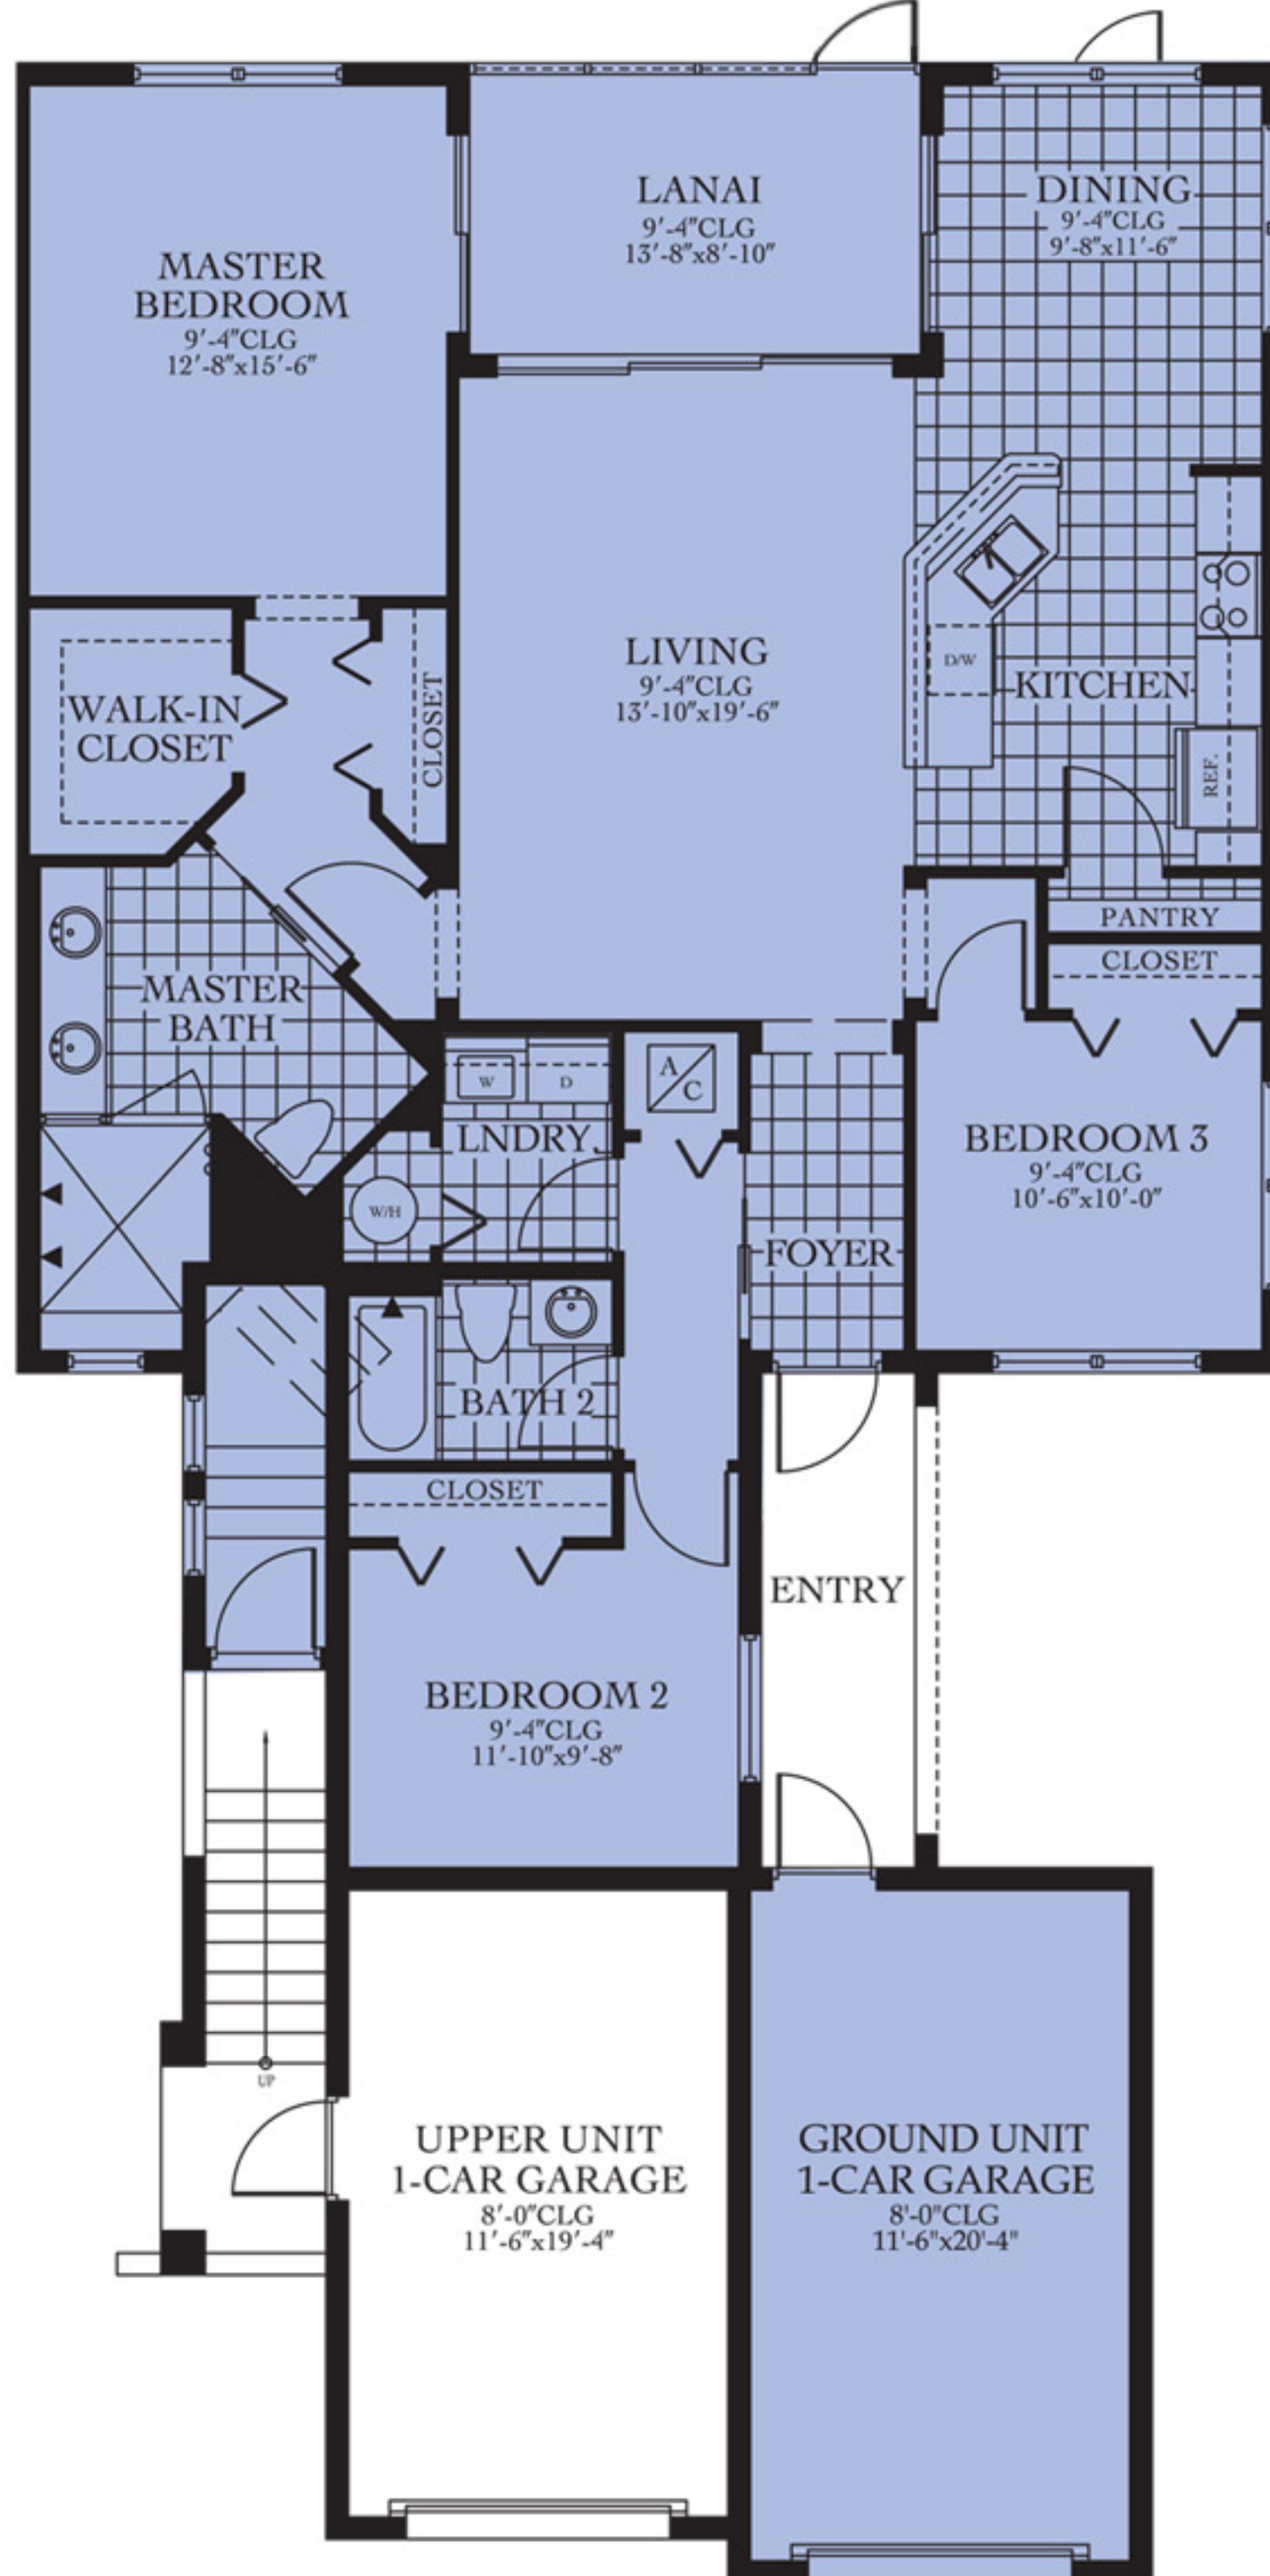 LANAI
9'-4"CLG
13'-8"x8'-10"
DINING
9'-4"CLG
9'-8"x11'-6"
MASTER
BEDROOM
9'-4"CLG
12'-8"x15'-6"
LIVING
9'-4"CLG
13'-10"x19'-6"
D/W
KITCHEN
REF.
WALK-IN
CLOSET
CLOSET
PANTRY
CLOSET
MASTER
BATH
W
D
A/C
LNDRY.
W/H
BEDROOM 3
9'-4"CLG
10'-6"x10'-0"
FOYER
BATH 2
CLOSET
ENTRY
BEDROOM 2
9'-4"CLG
11'-10"x9'-8"
UP
UPPER UNIT
1-CAR GARAGE
8'-0"CLG
11'-6"x19'-4"
GROUND UNIT
1-CAR GARAGE
8'-0"CLG
11'-6"x20'-4"